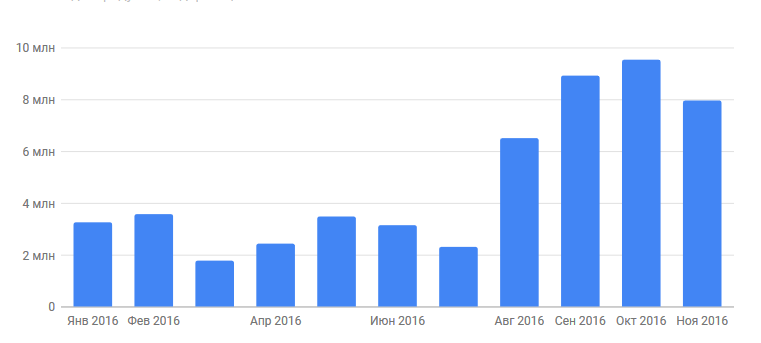 10 млн
8 млн
6 млн
4 млн
2 млн
0
Янв 2016 Фев 2016 Апр 2016 Июн 2016 Авг 2016 Сен 2016 Окт 2016 Ноя 2016